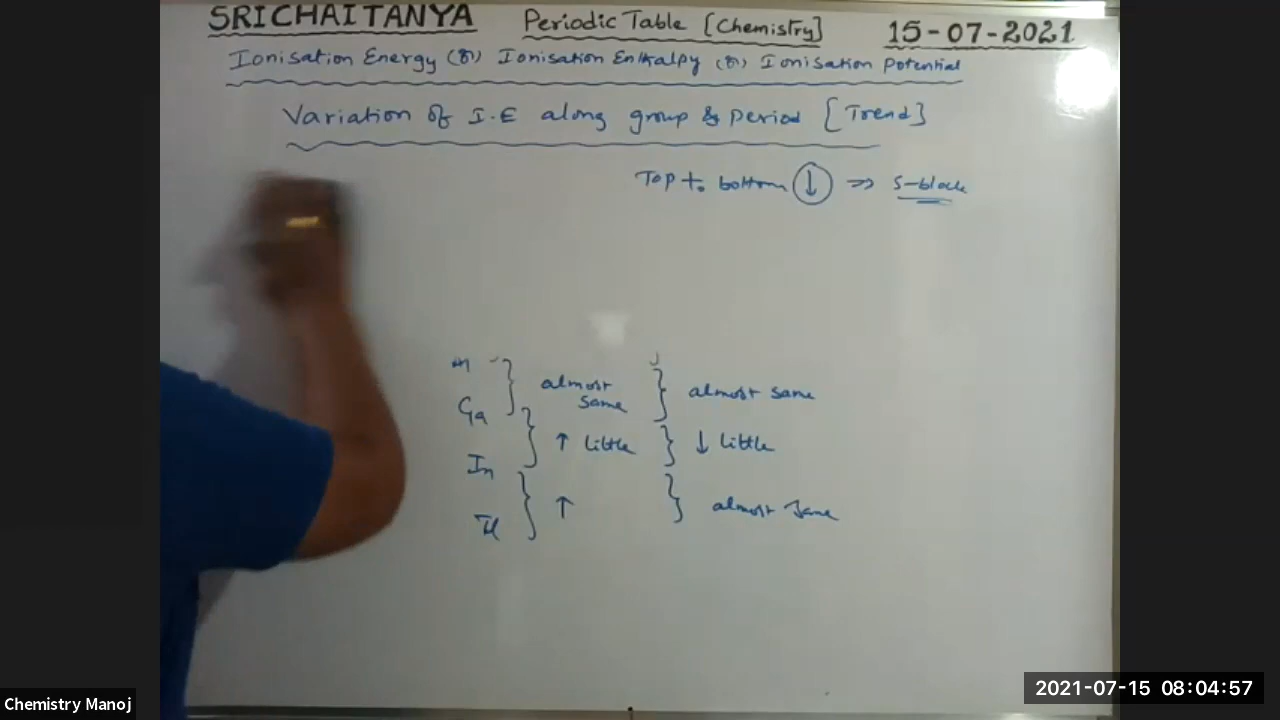 SRICHAITANYA Periodic Table [Chemistry] 15-07-2021
Ionisation Energy (or) Ionisation Enthalpy (or) Ionisation Potential
Variation of I.E along group & Period [Trend]
Top to bottom ↓ ⇒ S-block
almost same } almost same
Ga
↑ little } ↓ little
In
↑ } almost same
Tl
Chemistry Manoj
2021-07-15 08:04:57